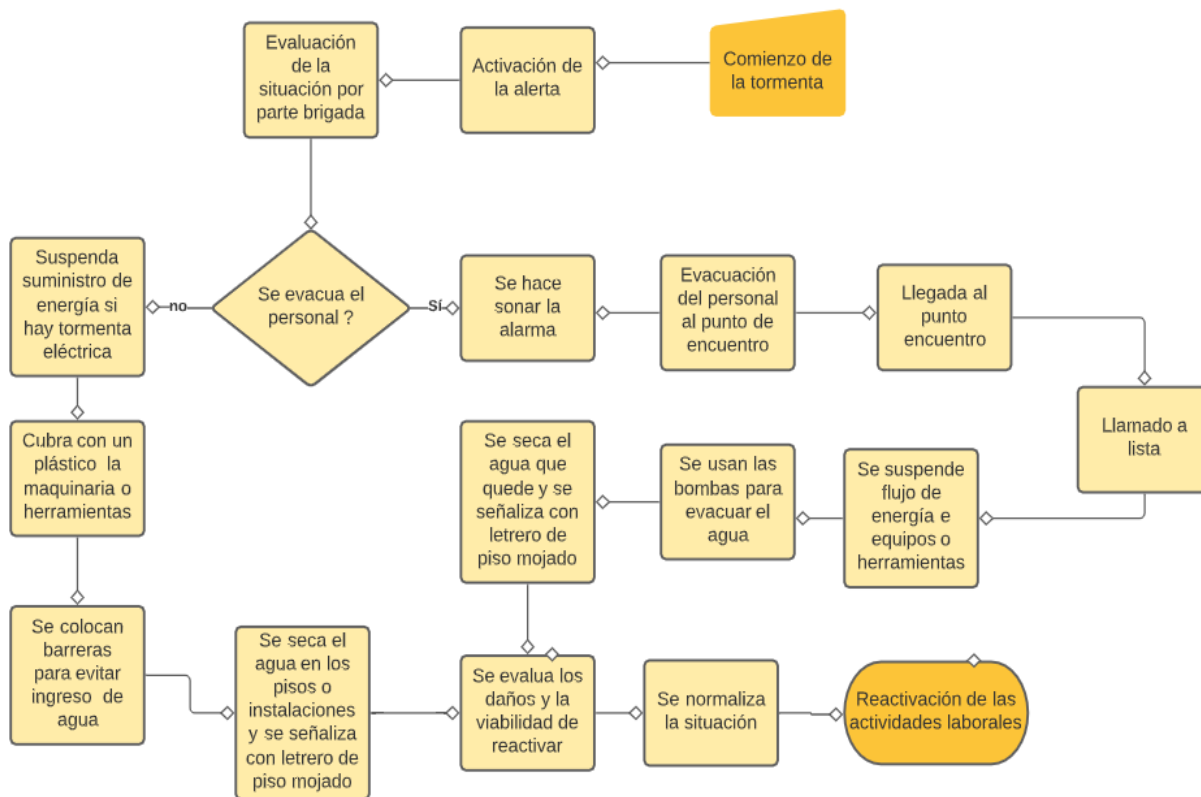 Comienzo de
la tormenta
Activación de
la alerta
Evaluación
de la
situación por
parte brigada
Se evacua el
personal ?
no
Sí
Suspenda
suministro de
energía si
hay tormenta
eléctrica
Cubra con un
plástico la
maquinaria o
herramientas
Se colocan
barreras
para evitar
ingreso de
agua
Se seca el
agua en los
pisos o
instalaciones
y se señaliza
con letrero de
piso mojado
Se hace
sonar la
alarma
Evacuación
del personal
al punto de
encuentro
Llegada al
punto
encuentro
Llamado a
lista
Se suspende
flujo de
energía e
equipos o
herramientas
Se usan las
bombas para
evacuar el
agua
Se seca el
agua que
quede y se
señaliza con
letrero de
piso mojado
Se evalua los
daños y la
viabilidad de
reactivar
Se normaliza
la situación
Reactivación de las
actividades laborales